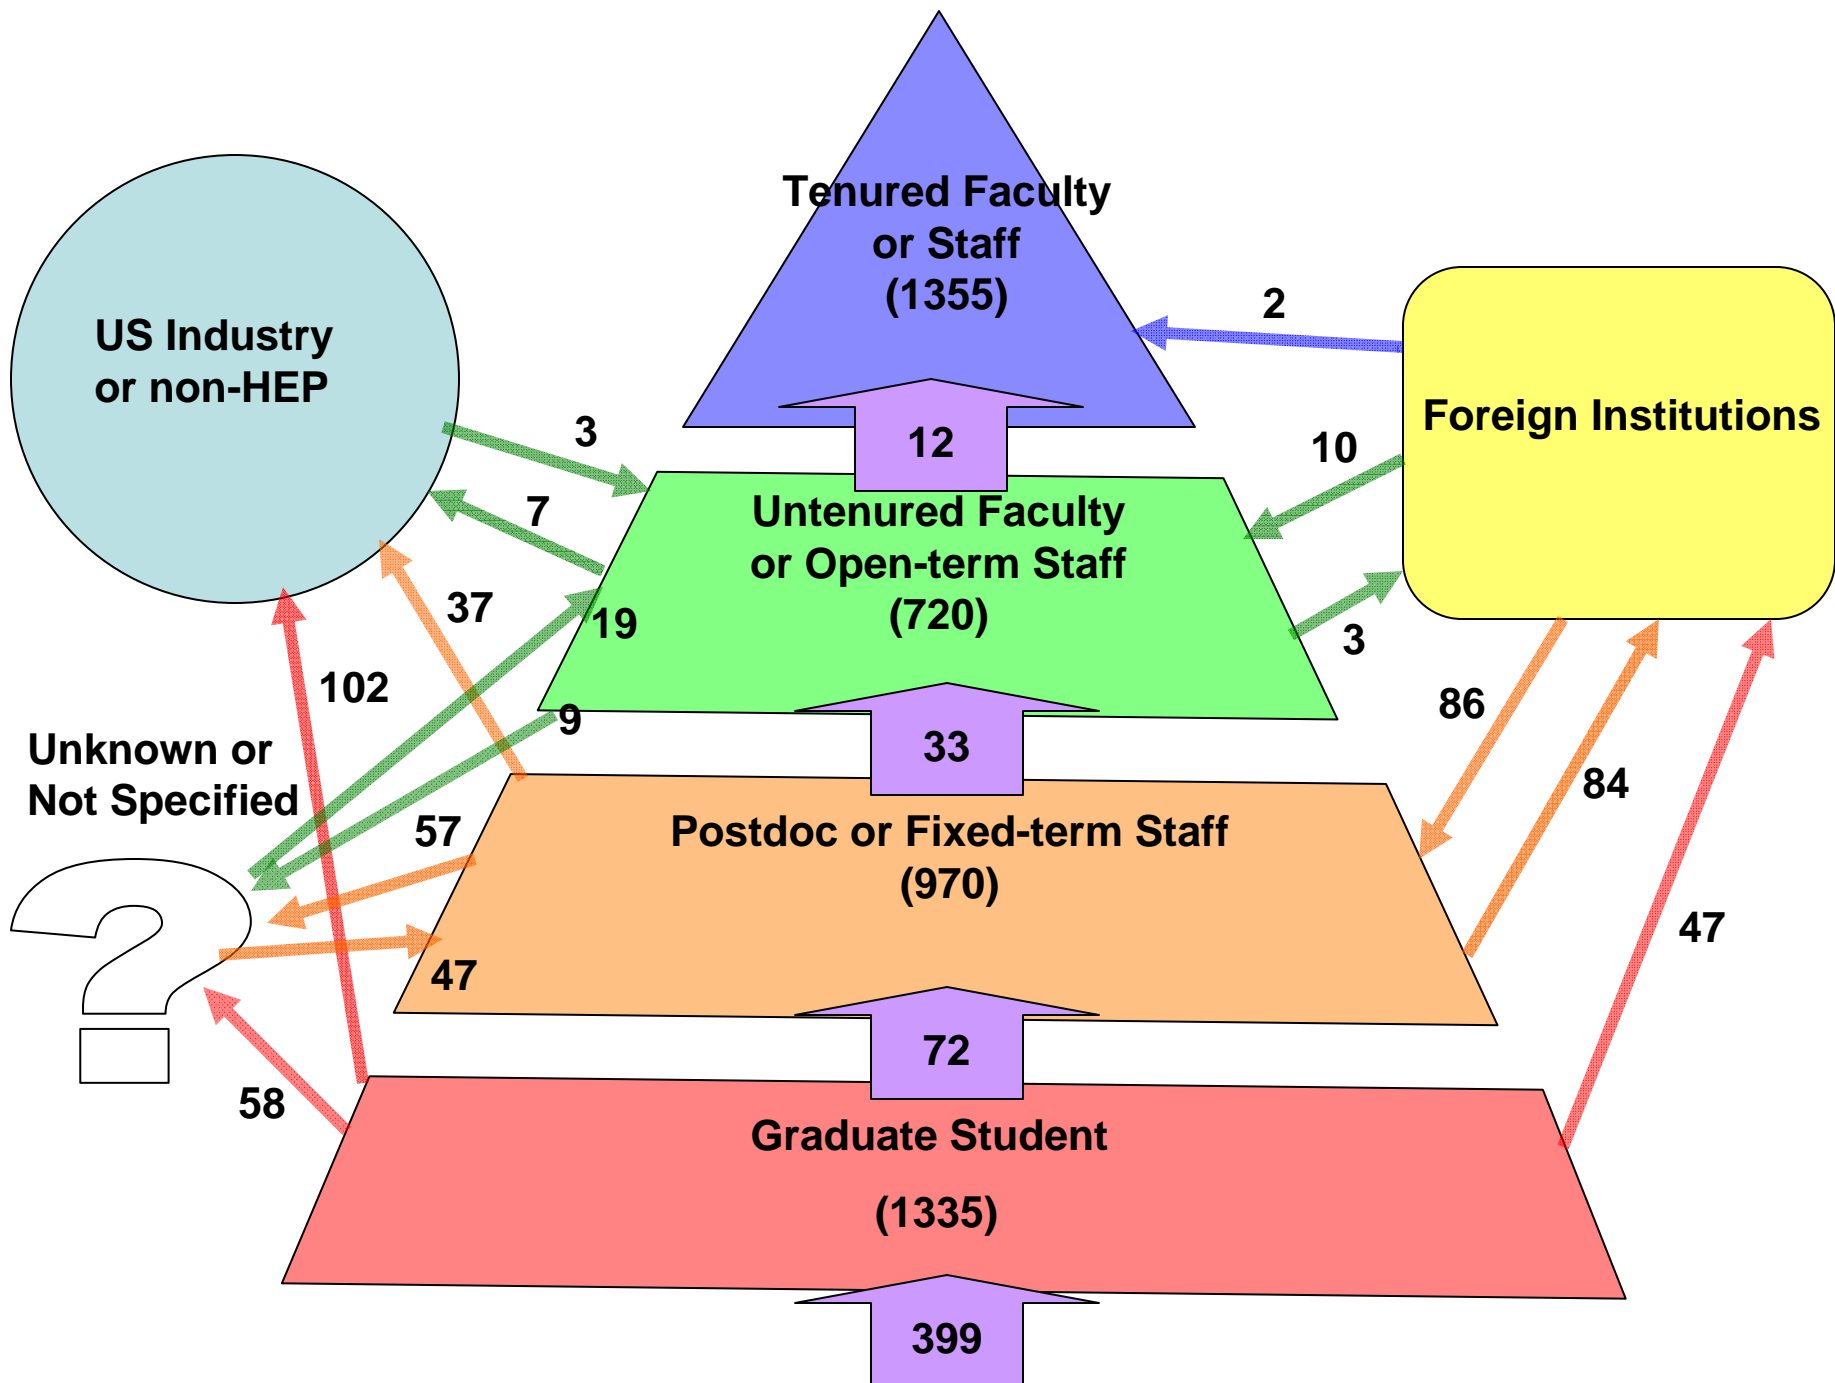 Tenured Faculty
or Staff
(1355)
US Industry
or non-HEP
2
Foreign Institutions
3
12
10
7
Untenured Faculty
or Open-term Staff
(720)
37
19
3
102
9
86
Unknown or
Not Specified
33
84
57
Postdoc or Fixed-term Staff
(970)
47
47
?
72
58
Graduate Student
(1335)
399